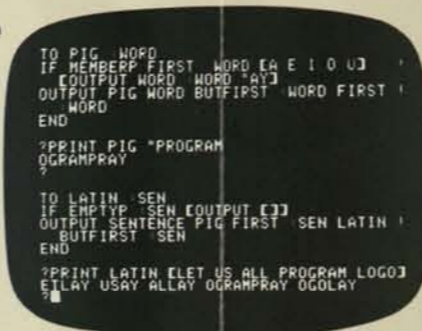 TO PIG :WORD
IF MEMBERP FIRST :WORD [A E I O U] !
[OUTPUT WORD :WORD "AY]
OUTPUT PIG WORD BUTFIRST :WORD FIRST !
:WORD
END
?PRINT PIG "PROGRAM
OGRAMPRAY
?
TO LATIN :SEN
IF EMPTYP :SEN [OUTPUT []]
OUTPUT SENTENCE PIG FIRST :SEN LATIN !
BUTFIRST :SEN
END
?PRINT LATIN [LET US ALL PROGRAM LOGO]
ETLAY USAY ALLAY OGRAMPRAY OGOLAY
?